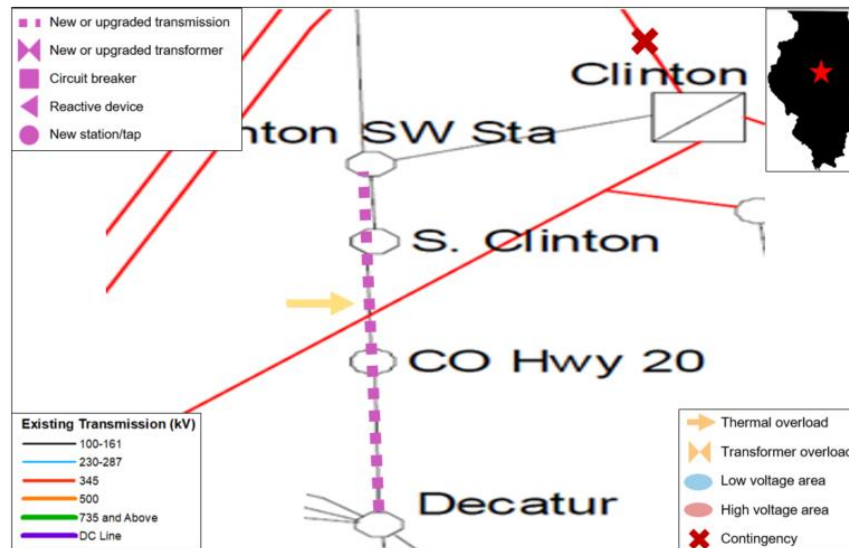 New or upgraded transmission
New or upgraded transformer
Circuit breaker
Reactive device
New station/tap
Clinton
nton SW Sta
S. Clinton
CO Hwy 20
Decatur
Existing Transmission (kV)
100-161
230-287
345
500
735 and Above
DC Line
Thermal overload
Transformer overload
Low voltage area
High voltage area
Contingency